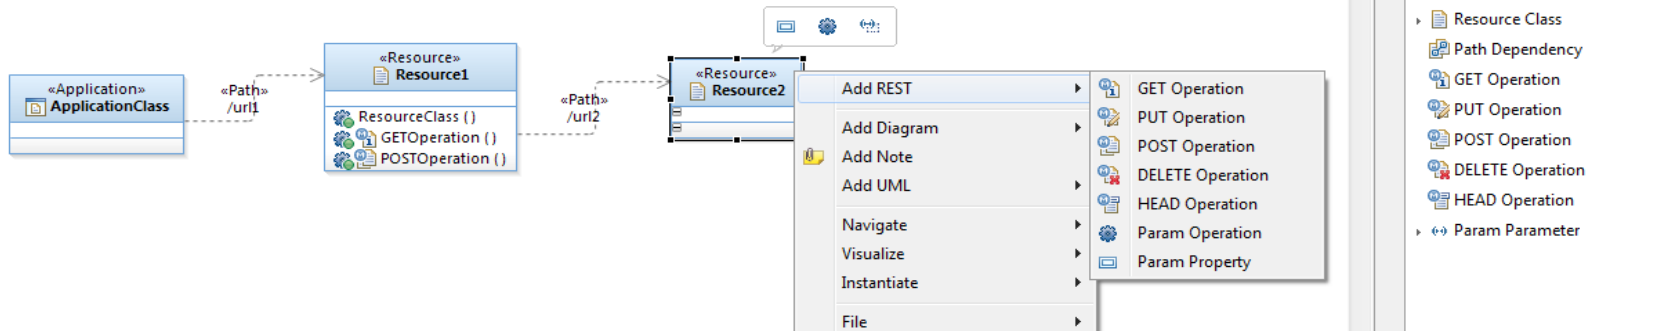 «Application»
ApplicationClass
«Path»
/url1
«Resource»
Resource1
ResourceClass ( )
GETOperation ( )
POSTOperation ( )
«Path»
/url2
«Resource»
Resource2
Add REST
Add Diagram
Add Note
Add UML
Navigate
Visualize
Instantiate
File
GET Operation
PUT Operation
POST Operation
DELETE Operation
HEAD Operation
Param Operation
Param Property
Resource Class
Path Dependency
GET Operation
PUT Operation
POST Operation
DELETE Operation
HEAD Operation
Param Parameter